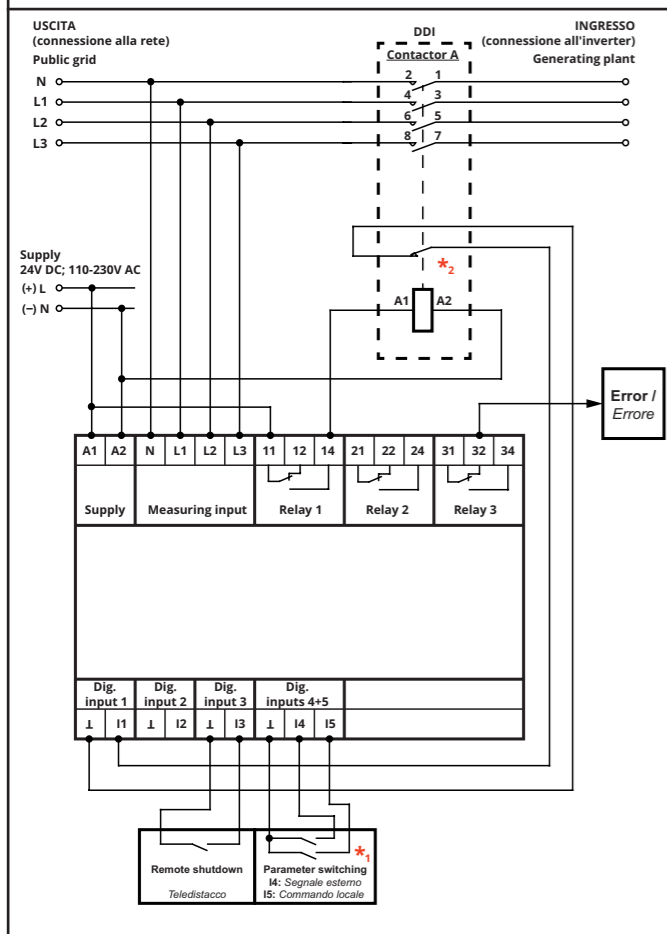 USCITA
(connessione alla rete)
Public grid
DDI
Contactor A
INGRESSO
(connessione all'inverter)
Generating plant
N
2 1
L1
4 3
L2
6 5
L3
8 7
Supply
24V DC; 110-230V AC
(+) L
(−) N
*2
A1 A2
Error /
Errore
A1 A2 N L1 L2 L3 11 12 14 21 22 24 31 32 34
Supply Measuring input Relay 1 Relay 2 Relay 3
Dig.
input 1
Dig.
input 2
Dig.
input 3
Dig.
inputs 4+5
⊥ I1 ⊥ I2 ⊥ I3 ⊥ I4 I5
Remote shutdown
Teledistacco
*1
Parameter switching
I4: Segnale esterno
I5: Commando locale